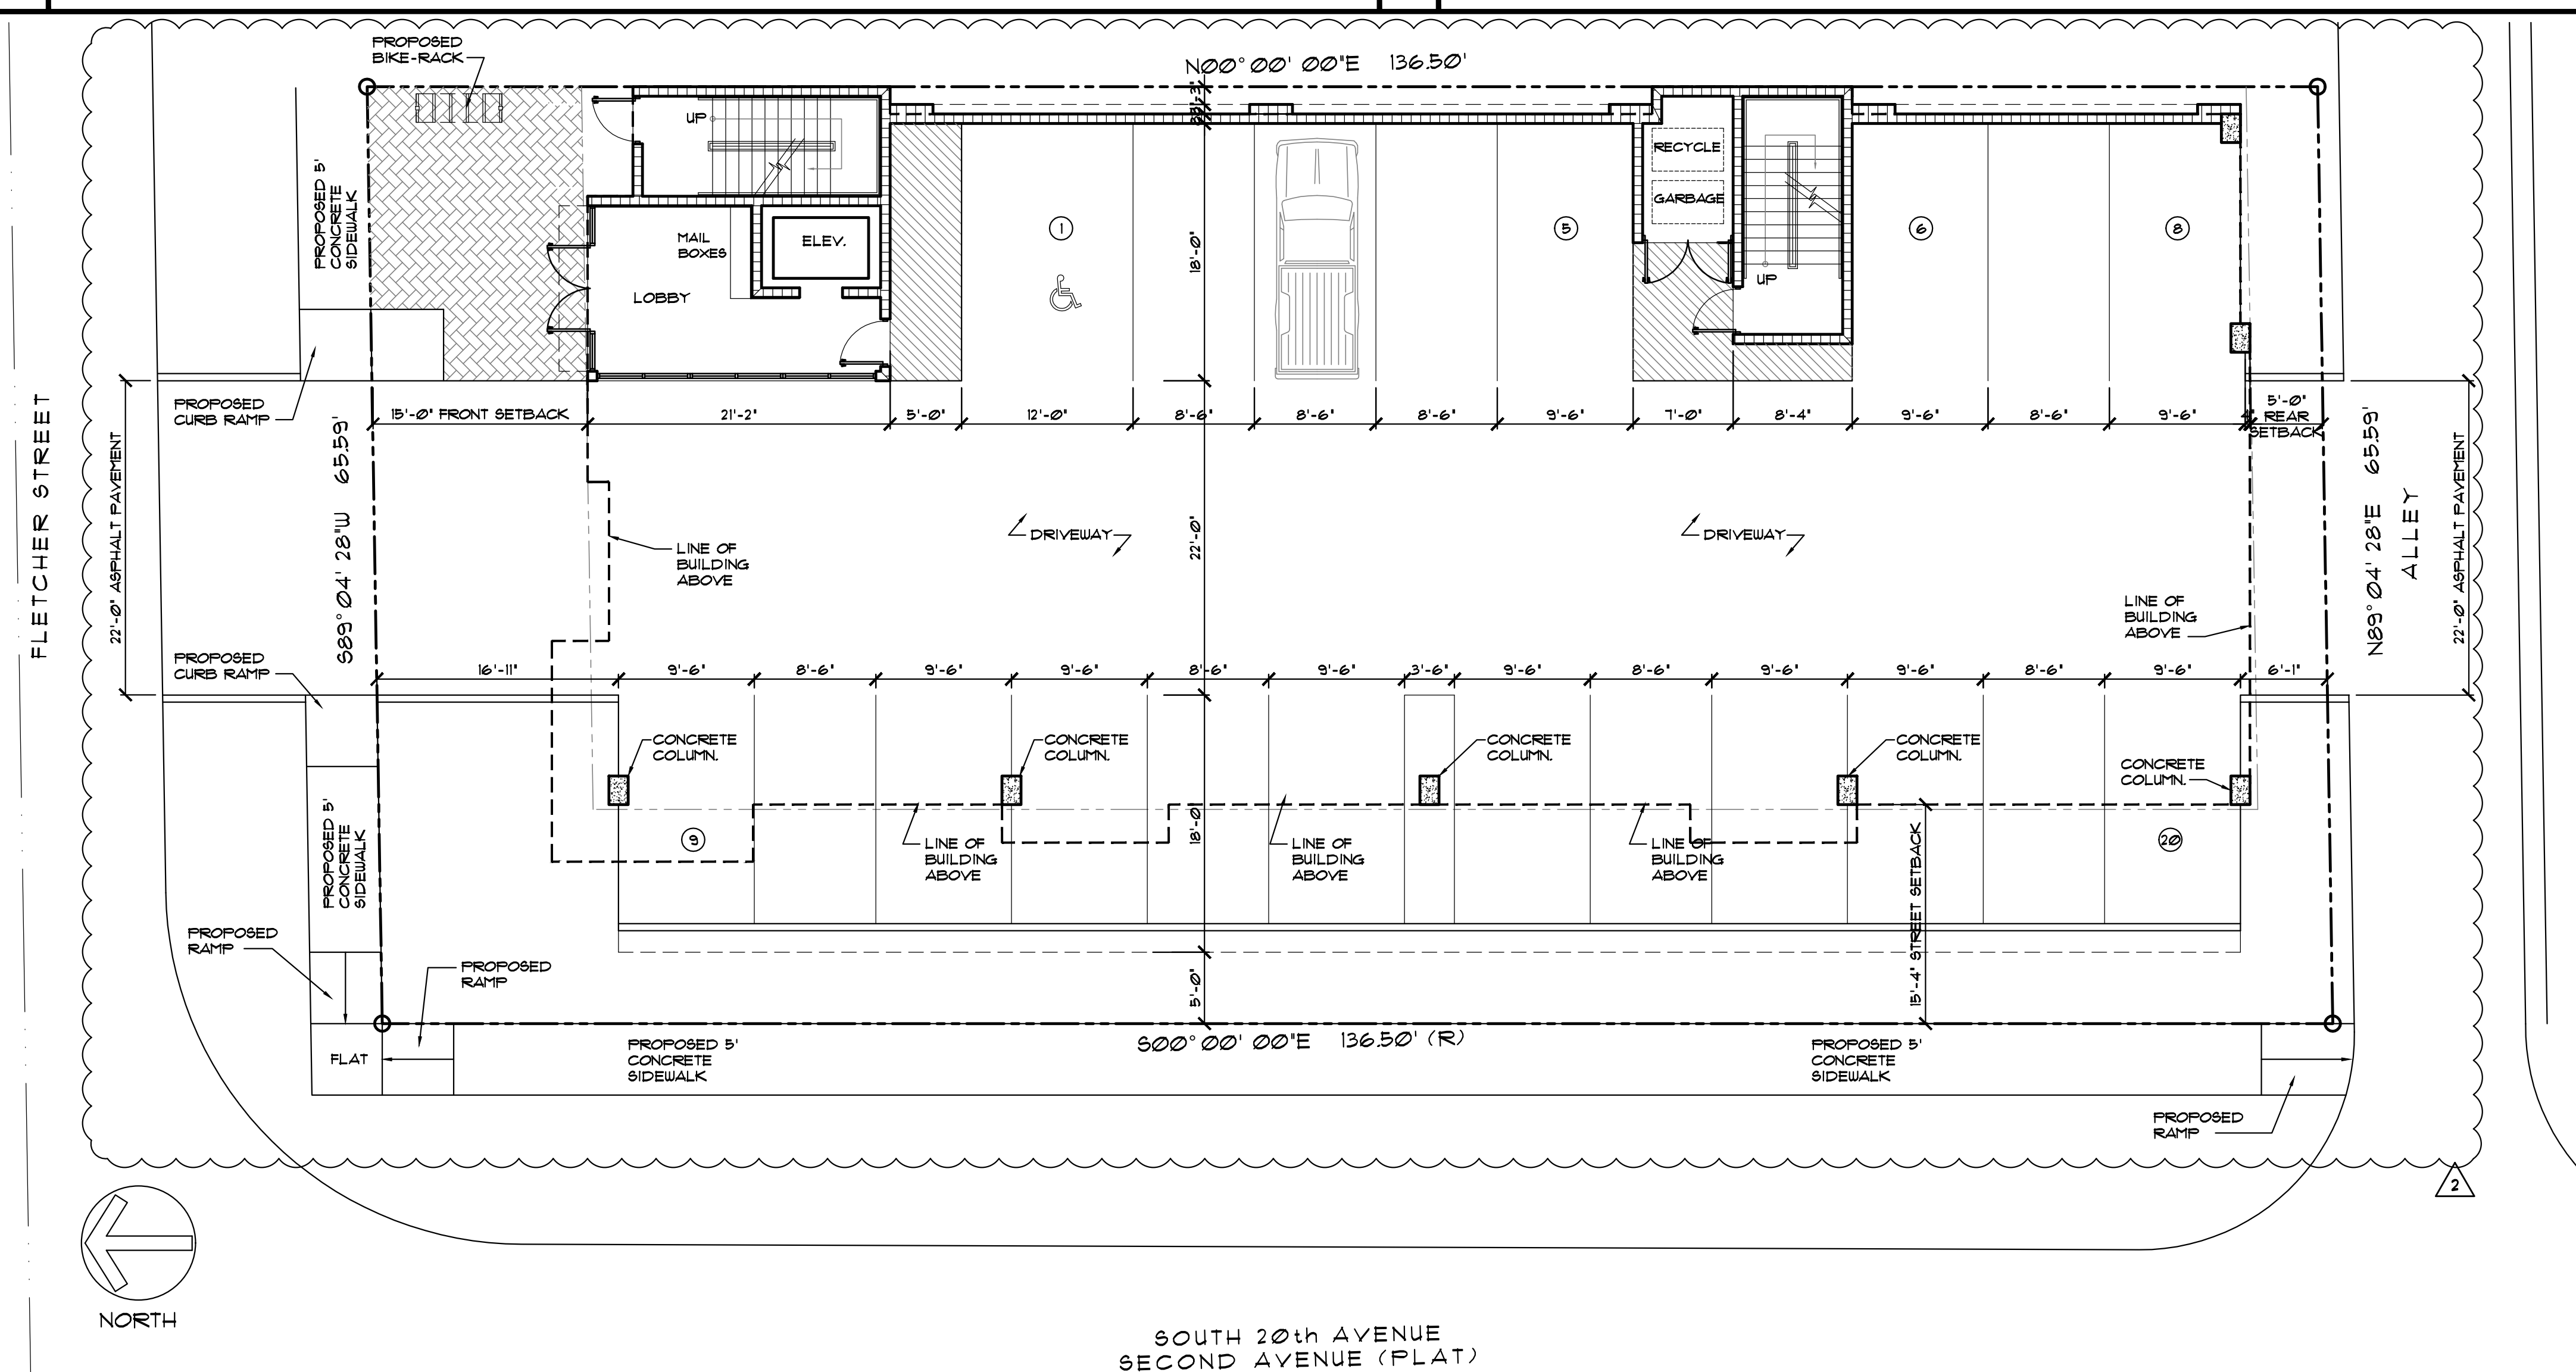 PROPOSED
BIKE-RACK
N00°00' 00"E 136.50'
UP
RECYCLE
GARBAGE
UP
PROPOSED 5'
CONCRETE
SIDEWALK
MAIL
BOXES
ELEV.
LOBBY
1
5
6
8
18'-0"
PROPOSED
CURB RAMP
15'-0" FRONT SETBACK
21'-2"
5'-0"
12'-0"
8'-6"
8'-6"
8'-6"
9'-6"
7'-0"
8'-4"
9'-6"
8'-6"
9'-6"
5'-0"
REAR
SETBACK
FLETCHER STREET
22'-0" ASPHALT PAVEMENT
S89°04' 28"W 65.59'
LINE OF
BUILDING
ABOVE
DRIVEWAY
22'-0"
DRIVEWAY
LINE OF
BUILDING
ABOVE
N89°04' 28"E 65.59'
ALLEY
22'-0" ASPHALT PAVEMENT
PROPOSED
CURB RAMP
16'-11"
9'-6"
8'-6"
9'-6"
9'-6"
8'-6"
9'-6"
3'-6"
9'-6"
8'-6"
9'-6"
9'-6"
8'-6"
9'-6"
6'-1"
CONCRETE
COLUMN.
CONCRETE
COLUMN.
CONCRETE
COLUMN.
CONCRETE
COLUMN.
CONCRETE
COLUMN.
PROPOSED 5'
CONCRETE
SIDEWALK
9
LINE OF
BUILDING
ABOVE
18'-0"
LINE OF
BUILDING
ABOVE
LINE OF
BUILDING
ABOVE
15'-4' STREET SETBACK
20
PROPOSED
RAMP
PROPOSED
RAMP
5'-0"
FLAT
PROPOSED 5'
CONCRETE
SIDEWALK
S00°00' 00"E 136.50' (R)
PROPOSED 5'
CONCRETE
SIDEWALK
PROPOSED
RAMP
2
NORTH
SOUTH 20th AVENUE
SECOND AVENUE (PLAT)